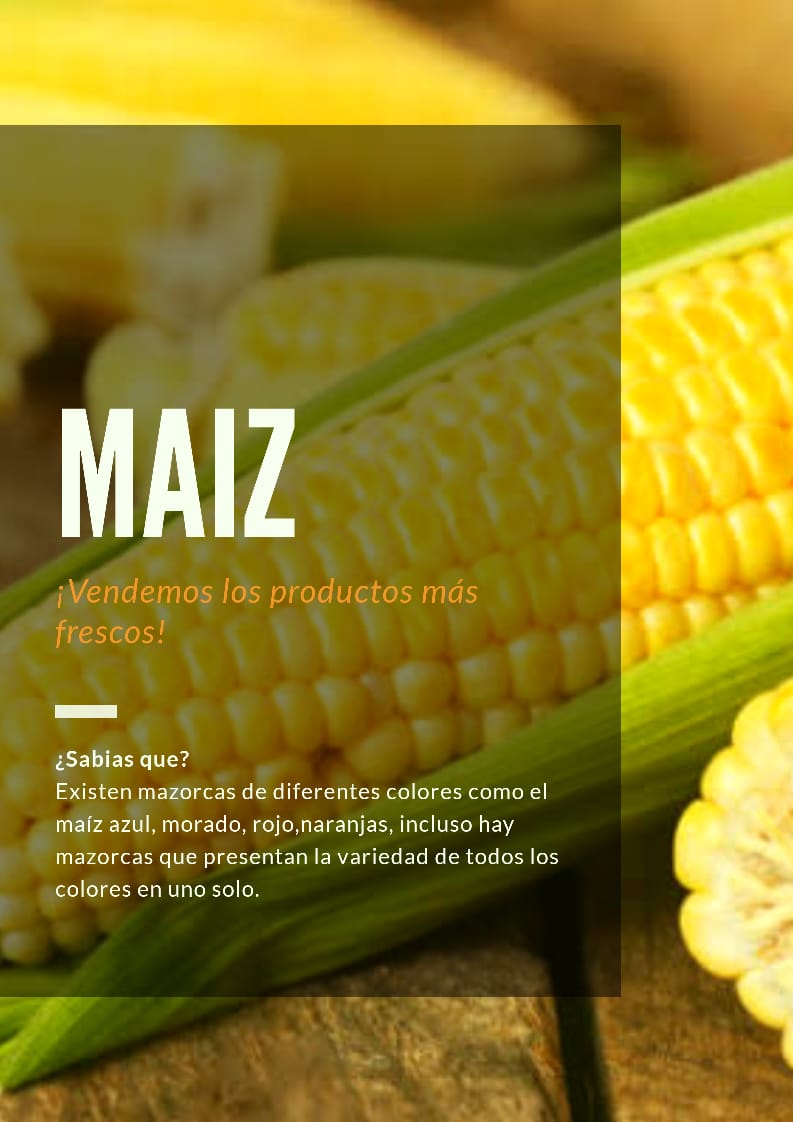 MAIZ
¡Vendemos los productos más
frescos!
¿Sabias que?
Existen mazorcas de diferentes colores como el
maíz azul, morado, rojo,naranjas, incluso hay
mazorcas que presentan la variedad de todos los
colores en uno solo.